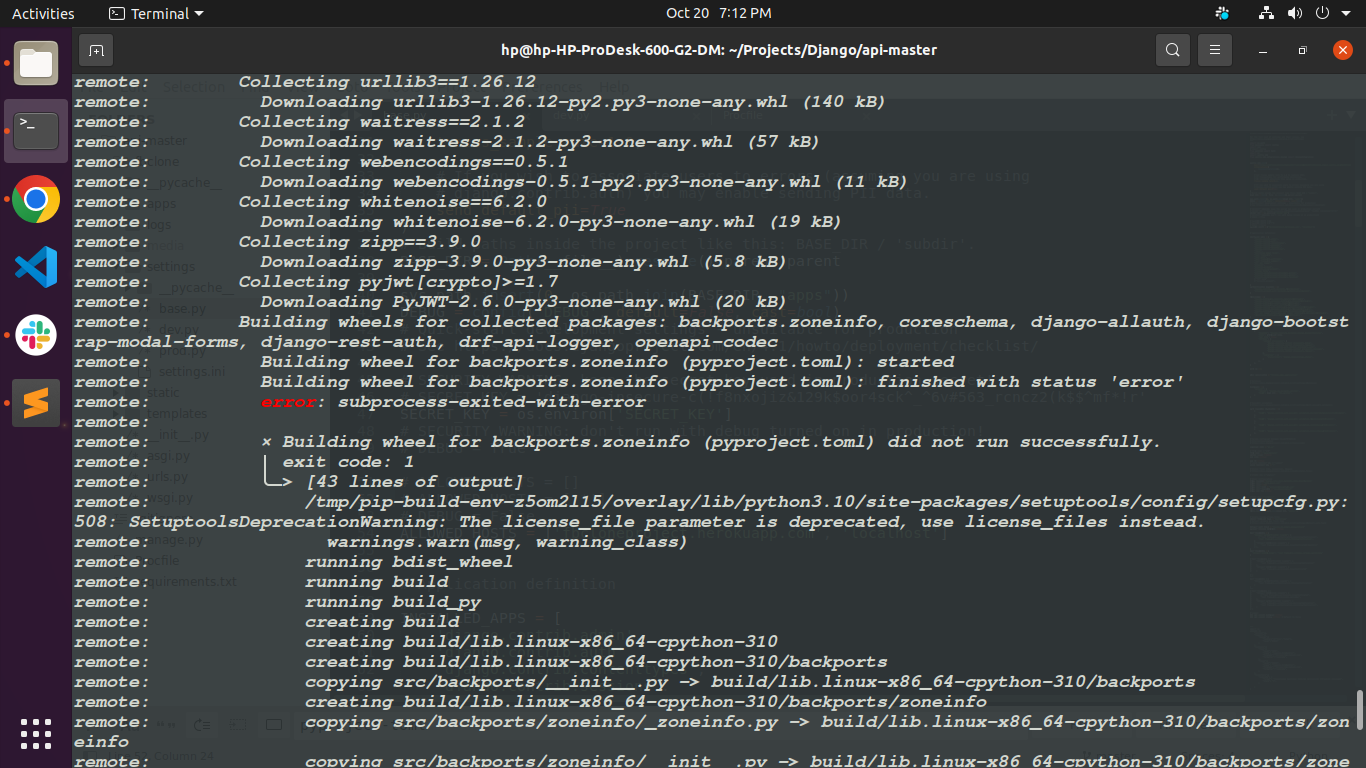 Activities Terminal Oct 20 7:12 PM
hp@hp-HP-ProDesk-600-G2-DM: ~/Projects/Django/api-master
remote: Collecting urllib3==1.26.12
remote: Downloading urllib3-1.26.12-py2.py3-none-any.whl (140 kB)
remote: Collecting waitress==2.1.2
remote: Downloading waitress-2.1.2-py3-none-any.whl (57 kB)
remote: Collecting webencodings==0.5.1
remote: Downloading webencodings-0.5.1-py2.py3-none-any.whl (11 kB)
remote: Collecting whitenoise==6.2.0
remote: Downloading whitenoise-6.2.0-py3-none-any.whl (19 kB)
remote: Collecting zipp==3.9.0
remote: Downloading zipp-3.9.0-py3-none-any.whl (5.8 kB)
remote: Collecting pyjwt[crypto]>=1.7
remote: Downloading PyJWT-2.6.0-py3-none-any.whl (20 kB)
remote: Building wheels for collected packages: backports.zoneinfo, coreschema, django-allauth, django-bootst
rap-modal-forms, django-rest-auth, drf-api-logger, openapi-codec
remote: Building wheel for backports.zoneinfo (pyproject.toml): started
remote: Building wheel for backports.zoneinfo (pyproject.toml): finished with status 'error'
remote: error: subprocess-exited-with-error
remote:
remote: × Building wheel for backports.zoneinfo (pyproject.toml) did not run successfully.
remote: │ exit code: 1
remote: ╰─> [43 lines of output]
remote: /tmp/pip-build-env-z5om2l15/overlay/lib/python3.10/site-packages/setuptools/config/setupcfg.py:
508: SetuptoolsDeprecationWarning: The license_file parameter is deprecated, use license_files instead.
remote: warnings.warn(msg, warning_class)
remote: running bdist_wheel
remote: running build
remote: running build_py
remote: creating build
remote: creating build/lib.linux-x86_64-cpython-310
remote: creating build/lib.linux-x86_64-cpython-310/backports
remote: copying src/backports/__init__.py -> build/lib.linux-x86_64-cpython-310/backports
remote: creating build/lib.linux-x86_64-cpython-310/backports/zoneinfo
remote: copying src/backports/zoneinfo/_zoneinfo.py -> build/lib.linux-x86_64-cpython-310/backports/zon
einfo
remote: copying src/backports/zoneinfo/__init__.py -> build/lib.linux-x86_64-cpython-310/backports/zone